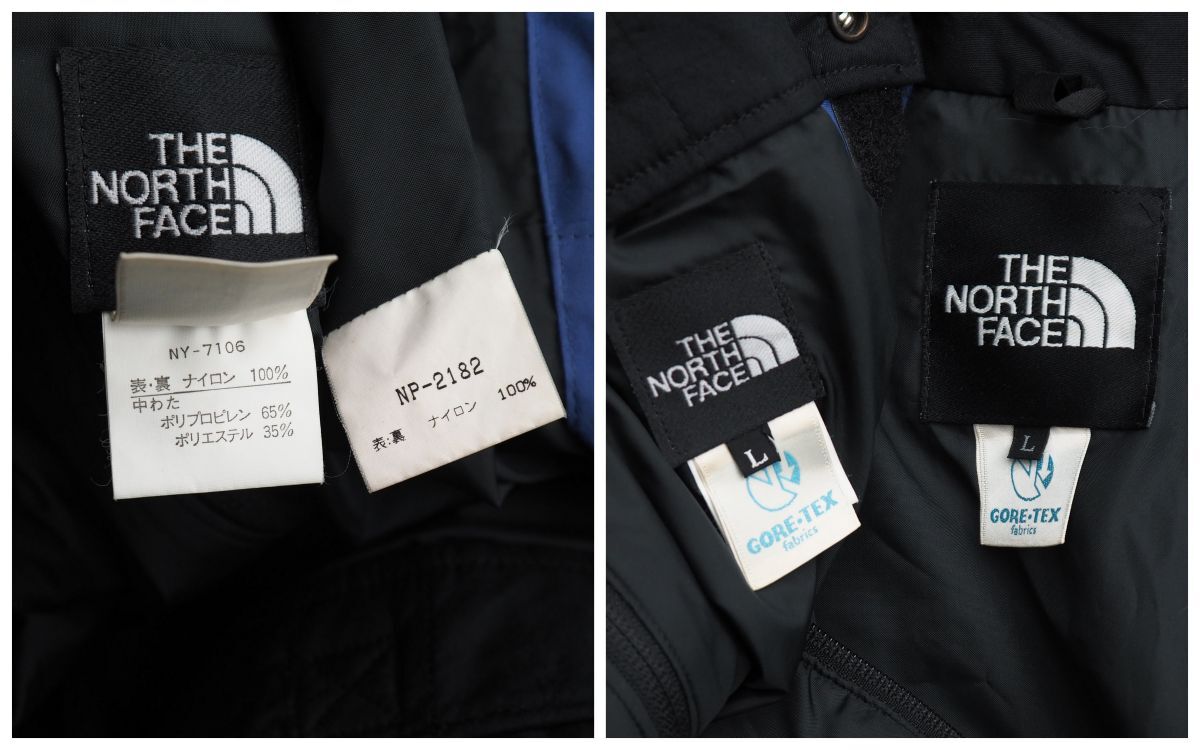 THE
NORTH
FACE
NY-7106
表・裏 ナイロン 100%
中わた
ポリプロピレン 65%
ポリエステル 35%
NP-2182
表:裏 ナイロン 100%
THE
NORTH
FACE
L
GORE-TEX
fabrics
THE
NORTH
FACE
L
GORE-TEX
fabrics